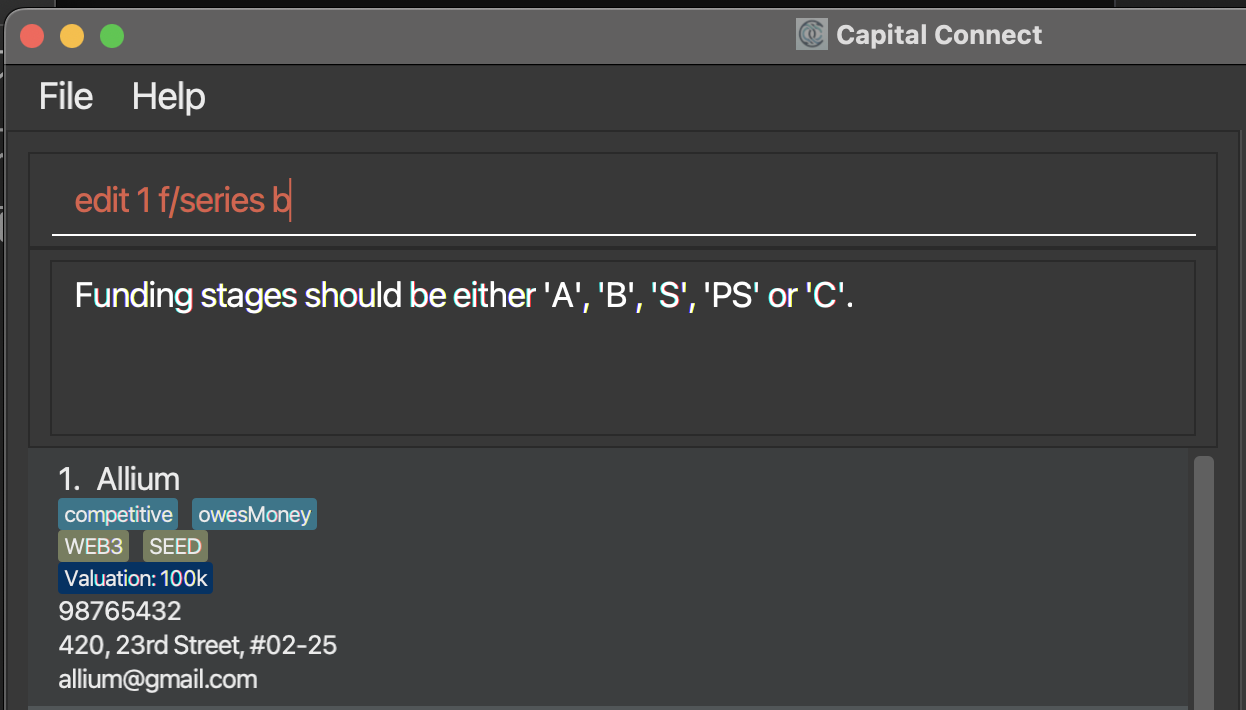 Capital Connect
File Help
edit 1 f/series b
Funding stages should be either 'A', 'B', 'S', 'PS' or 'C'.
1. Allium
competitive owesMoney
WEB3 SEED
Valuation: 100k
98765432
420, 23rd Street, #02-25
allium@gmail.com